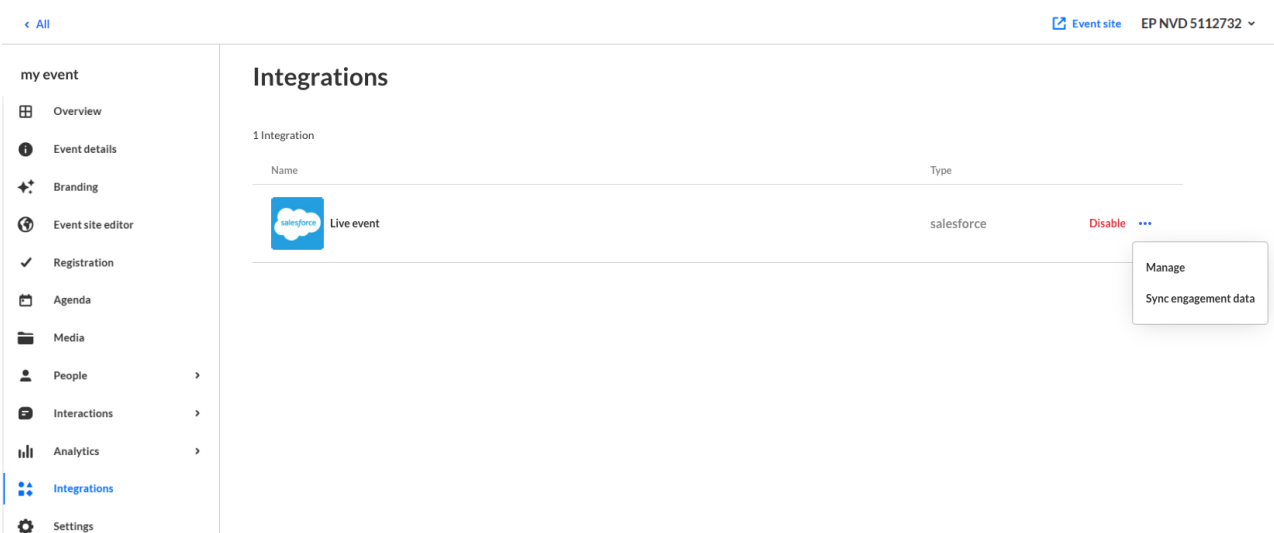 All
Event site
EP NVD 5112732
my event
Overview
Event details
Branding
Event site editor
Registration
Agenda
Media
People
Interactions
Analytics
Integrations
Settings
Integrations
1 Integration
Name
Type
salesforce
Live event
salesforce
Disable
Manage
Sync engagement data